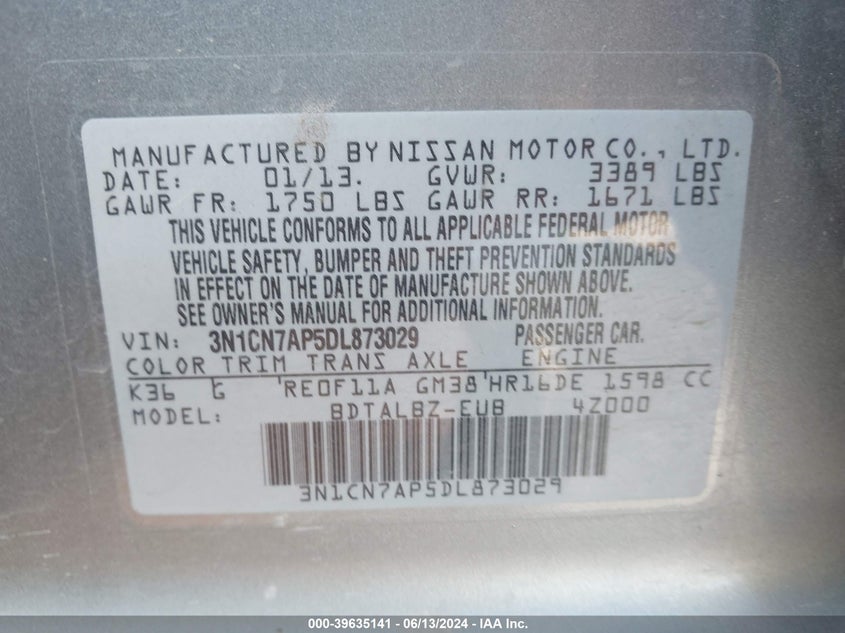 MANUFACTURED BY NISSAN MOTOR CO., LTD.
DATE: 01/13. GVWR: 3389 LBS
GAWR FR: 1750 LBS GAWR RR: 1671 LBS
THIS VEHICLE CONFORMS TO ALL APPLICABLE FEDERAL MOTOR
VEHICLE SAFETY, BUMPER AND THEFT PREVENTION STANDARDS
IN EFFECT ON THE DATE OF MANUFACTURE SHOWN ABOVE.
SEE OWNER'S MANUAL FOR ADDITIONAL INFORMATION.
VIN: 3N1CN7AP5DL873029 PASSENGER CAR.
COLOR TRIM TRANS AXLE ENGINE
K36 G 'RE0F11A GM38'HR16DE 1598 CC
MODEL: BDTALBZ-EUB 4Z000
3N1CN7AP5DL873029
000-39635141 - 06/13/2024 - IAA Inc.